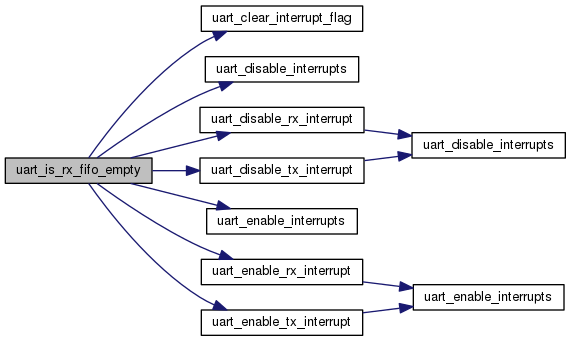 uart_clear_interrupt_flag
uart_disable_interrupts
uart_disable_rx_interrupt
uart_disable_interrupts
uart_is_rx_fifo_empty
uart_disable_tx_interrupt
uart_enable_interrupts
uart_enable_rx_interrupt
uart_enable_interrupts
uart_enable_tx_interrupt